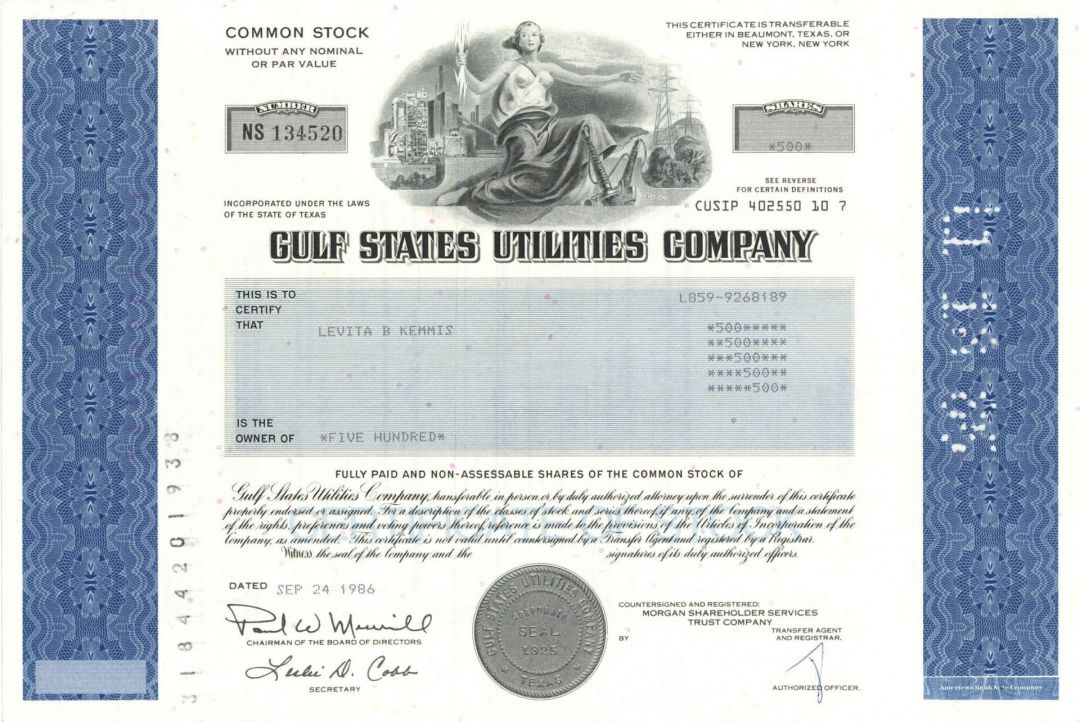 COMMON STOCK
WITHOUT ANY NOMINAL
OR PAR VALUE
THIS CERTIFICATE IS TRANSFERABLE
EITHER IN BEAUMONT, TEXAS, OR
NEW YORK, NEW YORK
NUMBER
NS 134520
SHARES
*500*
SEE REVERSE
FOR CERTAIN DEFINITIONS
INCORPORATED UNDER THE LAWS
OF THE STATE OF TEXAS
CUSIP 402550 10 7
GULF STATES UTILITIES COMPANY
THIS IS TO
CERTIFY
THAT
L859-9268189
LEVITA B KEMMIS
*500*****
**500****
***500***
****500**
*****500*
IS THE
OWNER OF
*FIVE HUNDRED*
FULLY PAID AND NON-ASSESSABLE SHARES OF THE COMMON STOCK OF
Gulf States Utilities Company, transferable in person or by duly authorized attorney upon the surrender of this certificate
properly endorsed or assigned. For a description of the classes of stock and series thereof if any, of the Company and a statement
of the rights, preferences and voting powers thereof, reference is made to the provisions of the Articles of Incorporation of the
Company, as amended. This certificate is not valid until countersigned by a Transfer Agent and registered by a Registrar.
Witness the seal of the Company and the signatures of its duly authorized officers.
DATED SEP 24 1986
Paul W Murrill
CHAIRMAN OF THE BOARD OF DIRECTORS
Leslie D. Cobb
SECRETARY
GULF STATES UTILITIES COMPANY
INCORPORATED
SEAL
1925
TEXAS
COUNTERSIGNED AND REGISTERED:
MORGAN SHAREHOLDER SERVICES
TRUST COMPANY
TRANSFER AGENT
AND REGISTRAR,
BY
AUTHORIZED OFFICER.
American Bank Note Company